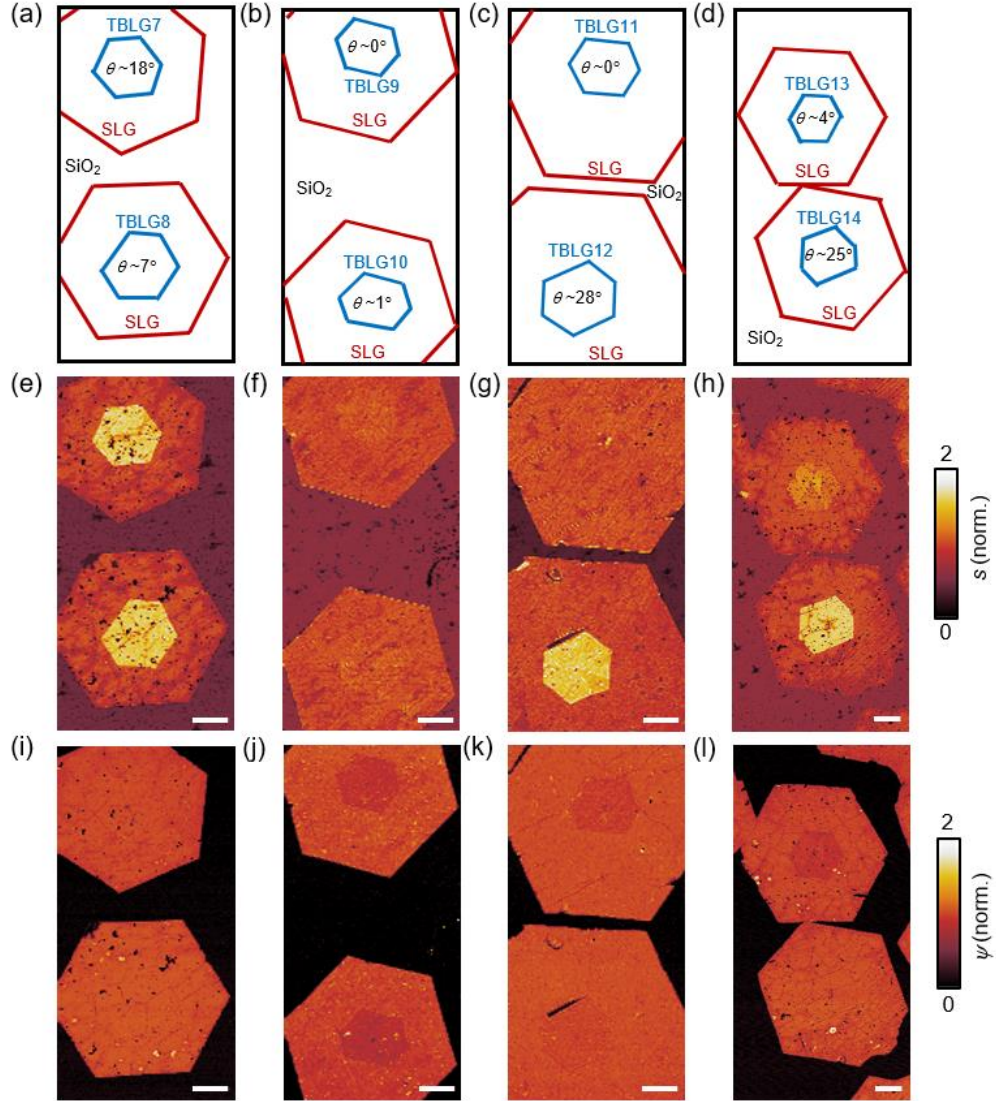 (a)
TBLG7
θ~18°
SLG
SiO₂
TBLG8
θ~7°
SLG
(b)
θ~0°
TBLG9
SLG
SiO₂
TBLG10
θ~1°
SLG
(c)
TBLG11
θ~0°
SLG
SiO₂
TBLG12
θ~28°
SLG
(d)
TBLG13
θ~4°
SLG
TBLG14
θ~25°
SLG
SiO₂
(e)
(f)
(g)
(h)
2
s (norm.)
0
(i)
(j)
(k)
(l)
2
ψ (norm.)
0